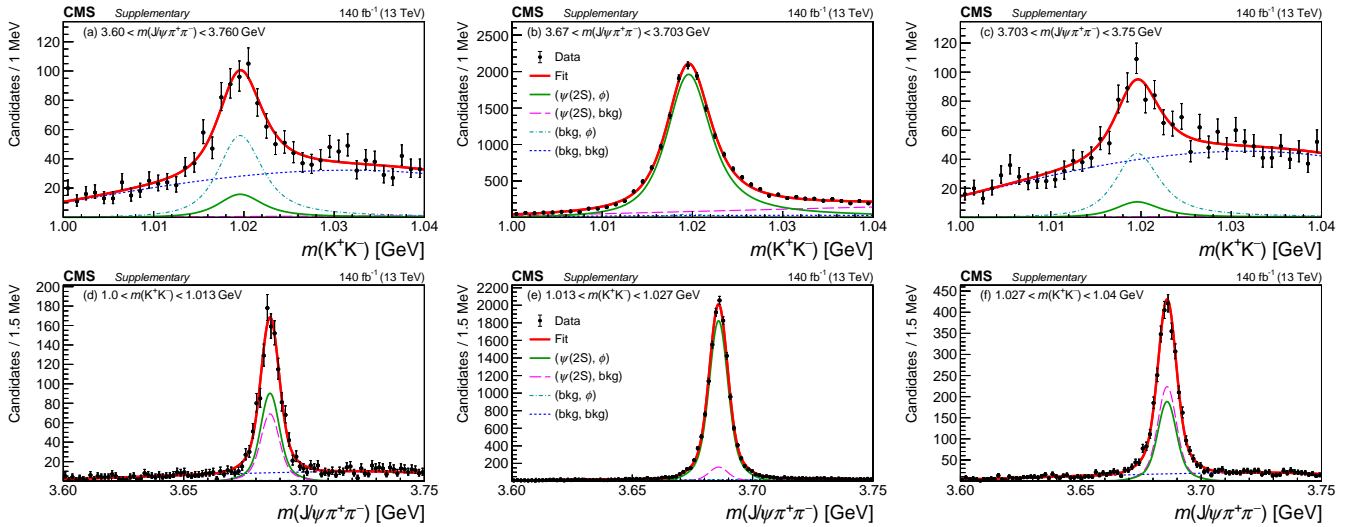 CMS Supplementary 140 fb⁻¹ (13 TeV)
(a) 3.60 < m(J/ψπ⁺π⁻) < 3.760 GeV
Candidates / 1 MeV
120
100
80
60
40
20
1.00 1.01 1.02 1.03 1.04
m(K⁺K⁻) [GeV]
CMS Supplementary 140 fb⁻¹ (13 TeV)
(b) 3.67 < m(J/ψπ⁺π⁻) < 3.703 GeV
Data
Fit
(ψ(2S), ϕ)
(ψ(2S), bkg)
(bkg, ϕ)
(bkg, bkg)
Candidates / 1 MeV
2500
2000
1500
1000
500
1.00 1.01 1.02 1.03 1.04
m(K⁺K⁻) [GeV]
CMS Supplementary 140 fb⁻¹ (13 TeV)
(c) 3.703 < m(J/ψπ⁺π⁻) < 3.75 GeV
Candidates / 1 MeV
120
100
80
60
40
20
1.00 1.01 1.02 1.03 1.04
m(K⁺K⁻) [GeV]
CMS Supplementary 140 fb⁻¹ (13 TeV)
(d) 1.0 < m(K⁺K⁻) < 1.013 GeV
Candidates / 1.5 MeV
200
180
160
140
120
100
80
60
40
20
3.60 3.65 3.70 3.75
m(J/ψπ⁺π⁻) [GeV]
CMS Supplementary 140 fb⁻¹ (13 TeV)
(e) 1.013 < m(K⁺K⁻) < 1.027 GeV
Data
Fit
(ψ(2S), ϕ)
(ψ(2S), bkg)
(bkg, ϕ)
(bkg, bkg)
Candidates / 1.5 MeV
2200
2000
1800
1600
1400
1200
1000
800
600
400
200
3.60 3.65 3.70 3.75
m(J/ψπ⁺π⁻) [GeV]
CMS Supplementary 140 fb⁻¹ (13 TeV)
(f) 1.027 < m(K⁺K⁻) < 1.04 GeV
Candidates / 1.5 MeV
450
400
350
300
250
200
150
100
50
3.60 3.65 3.70 3.75
m(J/ψπ⁺π⁻) [GeV]